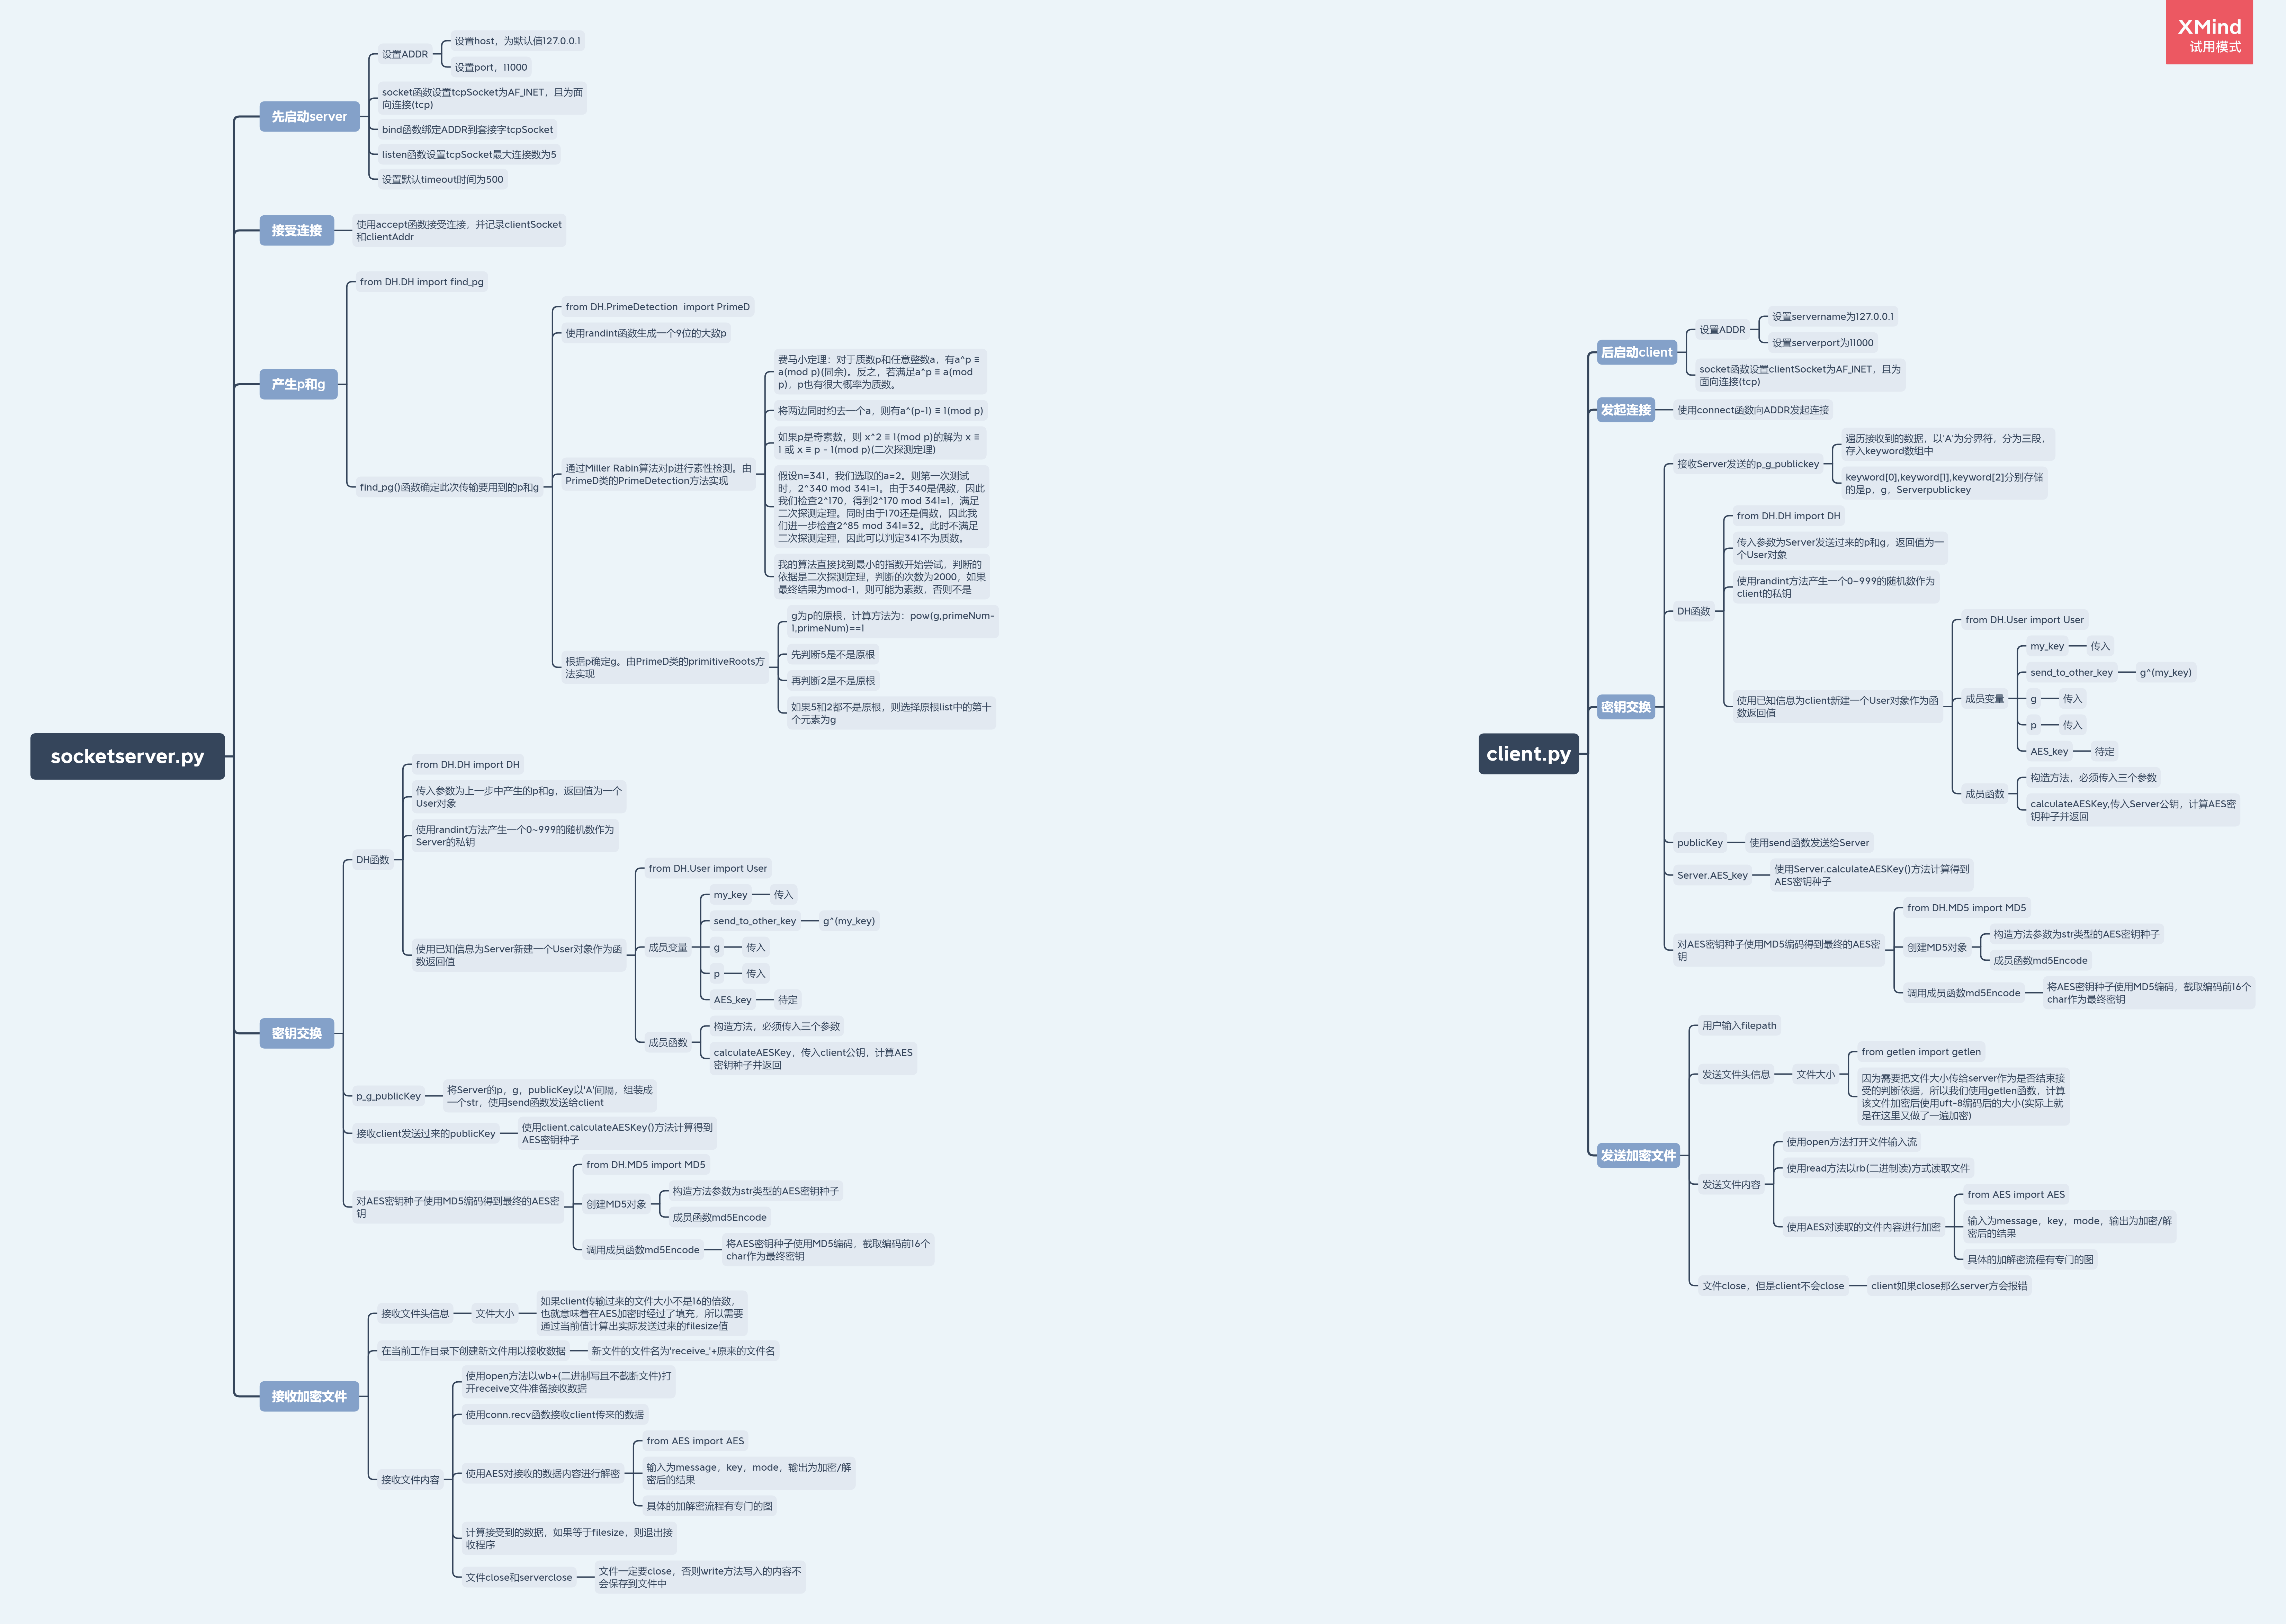 XMind
试用模式
socketserver.py
先启动server
设置ADDR
设置host，为默认值127.0.0.1
设置port，11000
socket函数设置tcpSocket为AF_INET，且为面
向连接(tcp)
bind函数绑定ADDR到套接字tcpSocket
listen函数设置tcpSocket最大连接数为5
设置默认timeout时间为500
接受连接
使用accept函数接受连接，并记录clientSocket
和clientAddr
产生p和g
from DH.DH import find_pg
find_pg()函数确定此次传输要用到的p和g
from DH.PrimeDetection  import PrimeD
使用randint函数生成一个9位的大数p
通过Miller Rabin算法对p进行素性检测。由
PrimeD类的PrimeDetection方法实现
费马小定理：对于质数p和任意整数a，有a^p ≡
a(mod p)(同余)。反之，若满足a^p ≡ a(mod
p)，p也有很大概率为质数。
将两边同时约去一个a，则有a^(p-1) ≡ 1(mod p)
如果p是奇素数，则 x^2 ≡ 1(mod p)的解为 x ≡
1 或 x ≡ p - 1(mod p)(二次探测定理)
假设n=341，我们选取的a=2。则第一次测试
时，2^340 mod 341=1。由于340是偶数，因此
我们检查2^170，得到2^170 mod 341=1，满足
二次探测定理。同时由于170还是偶数，因此我
们进一步检查2^85 mod 341=32。此时不满足
二次探测定理，因此可以判定341不为质数。
我的算法直接找到最小的指数开始尝试，判断的
依据是二次探测定理，判断的次数为2000，如果
最终结果为mod-1，则可能为素数，否则不是
根据p确定g。由PrimeD类的primitiveRoots方
法实现
g为p的原根，计算方法为：pow(g,primeNum-
1,primeNum)==1
先判断5是不是原根
再判断2是不是原根
如果5和2都不是原根，则选择原根list中的第十
个元素为g
密钥交换
DH函数
from DH.DH import DH
传入参数为上一步中产生的p和g，返回值为一个
User对象
使用randint方法产生一个0~999的随机数作为
Server的私钥
使用已知信息为Server新建一个User对象作为函
数返回值
from DH.User import User
成员变量
my_key
传入
send_to_other_key
g^(my_key)
g
传入
p
传入
AES_key
待定
成员函数
构造方法，必须传入三个参数
calculateAESKey，传入client公钥，计算AES
密钥种子并返回
p_g_publicKey
将Server的p，g，publicKey以'A'间隔，组装成
一个str，使用send函数发送给client
接收client发送过来的publicKey
使用client.calculateAESKey()方法计算得到
AES密钥种子
对AES密钥种子使用MD5编码得到最终的AES密
钥
from DH.MD5 import MD5
创建MD5对象
构造方法参数为str类型的AES密钥种子
成员函数md5Encode
调用成员函数md5Encode
将AES密钥种子使用MD5编码，截取编码前16个
char作为最终密钥
接收加密文件
接收文件头信息
文件大小
如果client传输过来的文件大小不是16的倍数，
也就意味着在AES加密时经过了填充，所以需要
通过当前值计算出实际发送过来的filesize值
在当前工作目录下创建新文件用以接收数据
新文件的文件名为'receive_'+原来的文件名
接收文件内容
使用open方法以wb+(二进制写且不截断文件)打
开receive文件准备接收数据
使用conn.recv函数接收client传来的数据
使用AES对接收的数据内容进行解密
from AES import AES
输入为message，key，mode，输出为加密/解
密后的结果
具体的加解密流程有专门的图
计算接受到的数据，如果等于filesize，则退出接
收程序
文件close和serverclose
文件一定要close，否则write方法写入的内容不
会保存到文件中
client.py
后启动client
设置ADDR
设置servername为127.0.0.1
设置serverport为11000
socket函数设置clientSocket为AF_INET，且为
面向连接(tcp)
发起连接
使用connect函数向ADDR发起连接
密钥交换
接收Server发送的p_g_publickey
遍历接收到的数据，以'A'为分界符，分为三段，
存入keyword数组中
keyword[0],keyword[1],keyword[2]分别存储
的是p，g，Serverpublickey
DH函数
from DH.DH import DH
传入参数为Server发送过来的p和g，返回值为一
个User对象
使用randint方法产生一个0~999的随机数作为
client的私钥
使用已知信息为client新建一个User对象作为函
数返回值
from DH.User import User
成员变量
my_key
传入
send_to_other_key
g^(my_key)
g
传入
p
传入
AES_key
待定
成员函数
构造方法，必须传入三个参数
calculateAESKey,传入Server公钥，计算AES密
钥种子并返回
publicKey
使用send函数发送给Server
Server.AES_key
使用Server.calculateAESKey()方法计算得到
AES密钥种子
对AES密钥种子使用MD5编码得到最终的AES密
钥
from DH.MD5 import MD5
创建MD5对象
构造方法参数为str类型的AES密钥种子
成员函数md5Encode
调用成员函数md5Encode
将AES密钥种子使用MD5编码，截取编码前16个
char作为最终密钥
发送加密文件
用户输入filepath
发送文件头信息
文件大小
from getlen import getlen
因为需要把文件大小传给server作为是否结束接
受的判断依据，所以我们使用getlen函数，计算
该文件加密后使用uft-8编码后的大小(实际上就
是在这里又做了一遍加密)
发送文件内容
使用open方法打开文件输入流
使用read方法以rb(二进制读)方式读取文件
使用AES对读取的文件内容进行加密
from AES import AES
输入为message，key，mode，输出为加密/解
密后的结果
具体的加解密流程有专门的图
文件close，但是client不会close
client如果close那么server方会报错